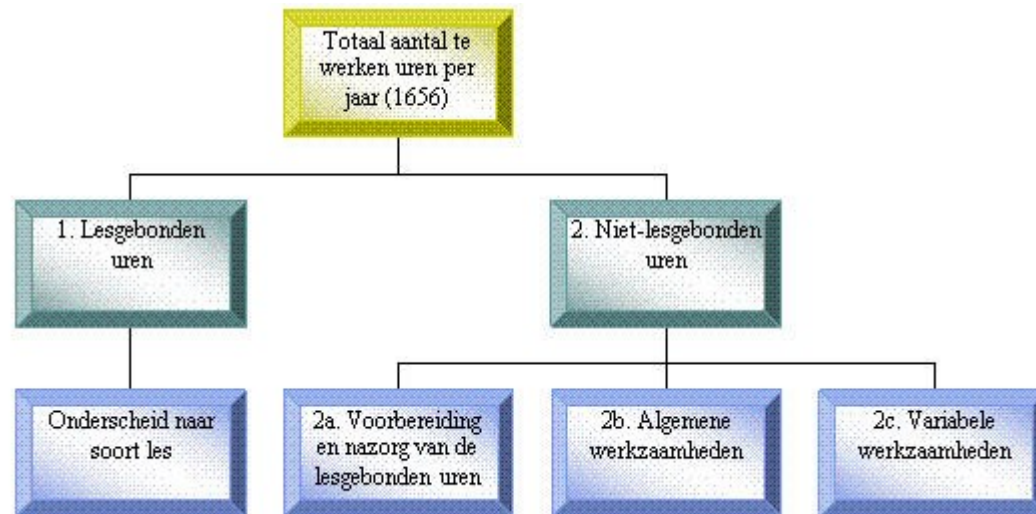 Totaal aantal te
werken uren per
jaar (1656)
1. Lesgebonden
uren
2. Niet-lesgebonden
uren
Onderscheid naar
soort les
2a. Voorbereiding
en nazorg van de
lesgebonden uren
2b. Algemene
werkzaamheden
2c. Variabele
werkzaamheden